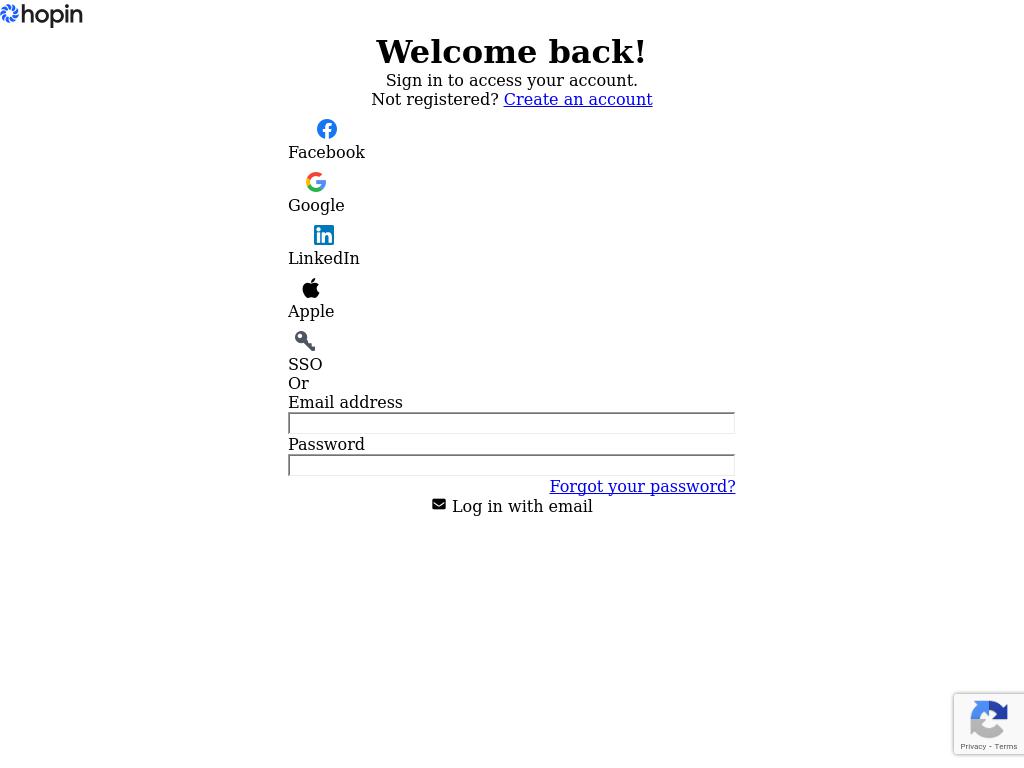 hopin
Welcome back!
Sign in to access your account.
Not registered? Create an account
Facebook
Google
LinkedIn
Apple
SSO
Or
Email address
Password
Forgot your password?
Log in with email
Privacy - Terms